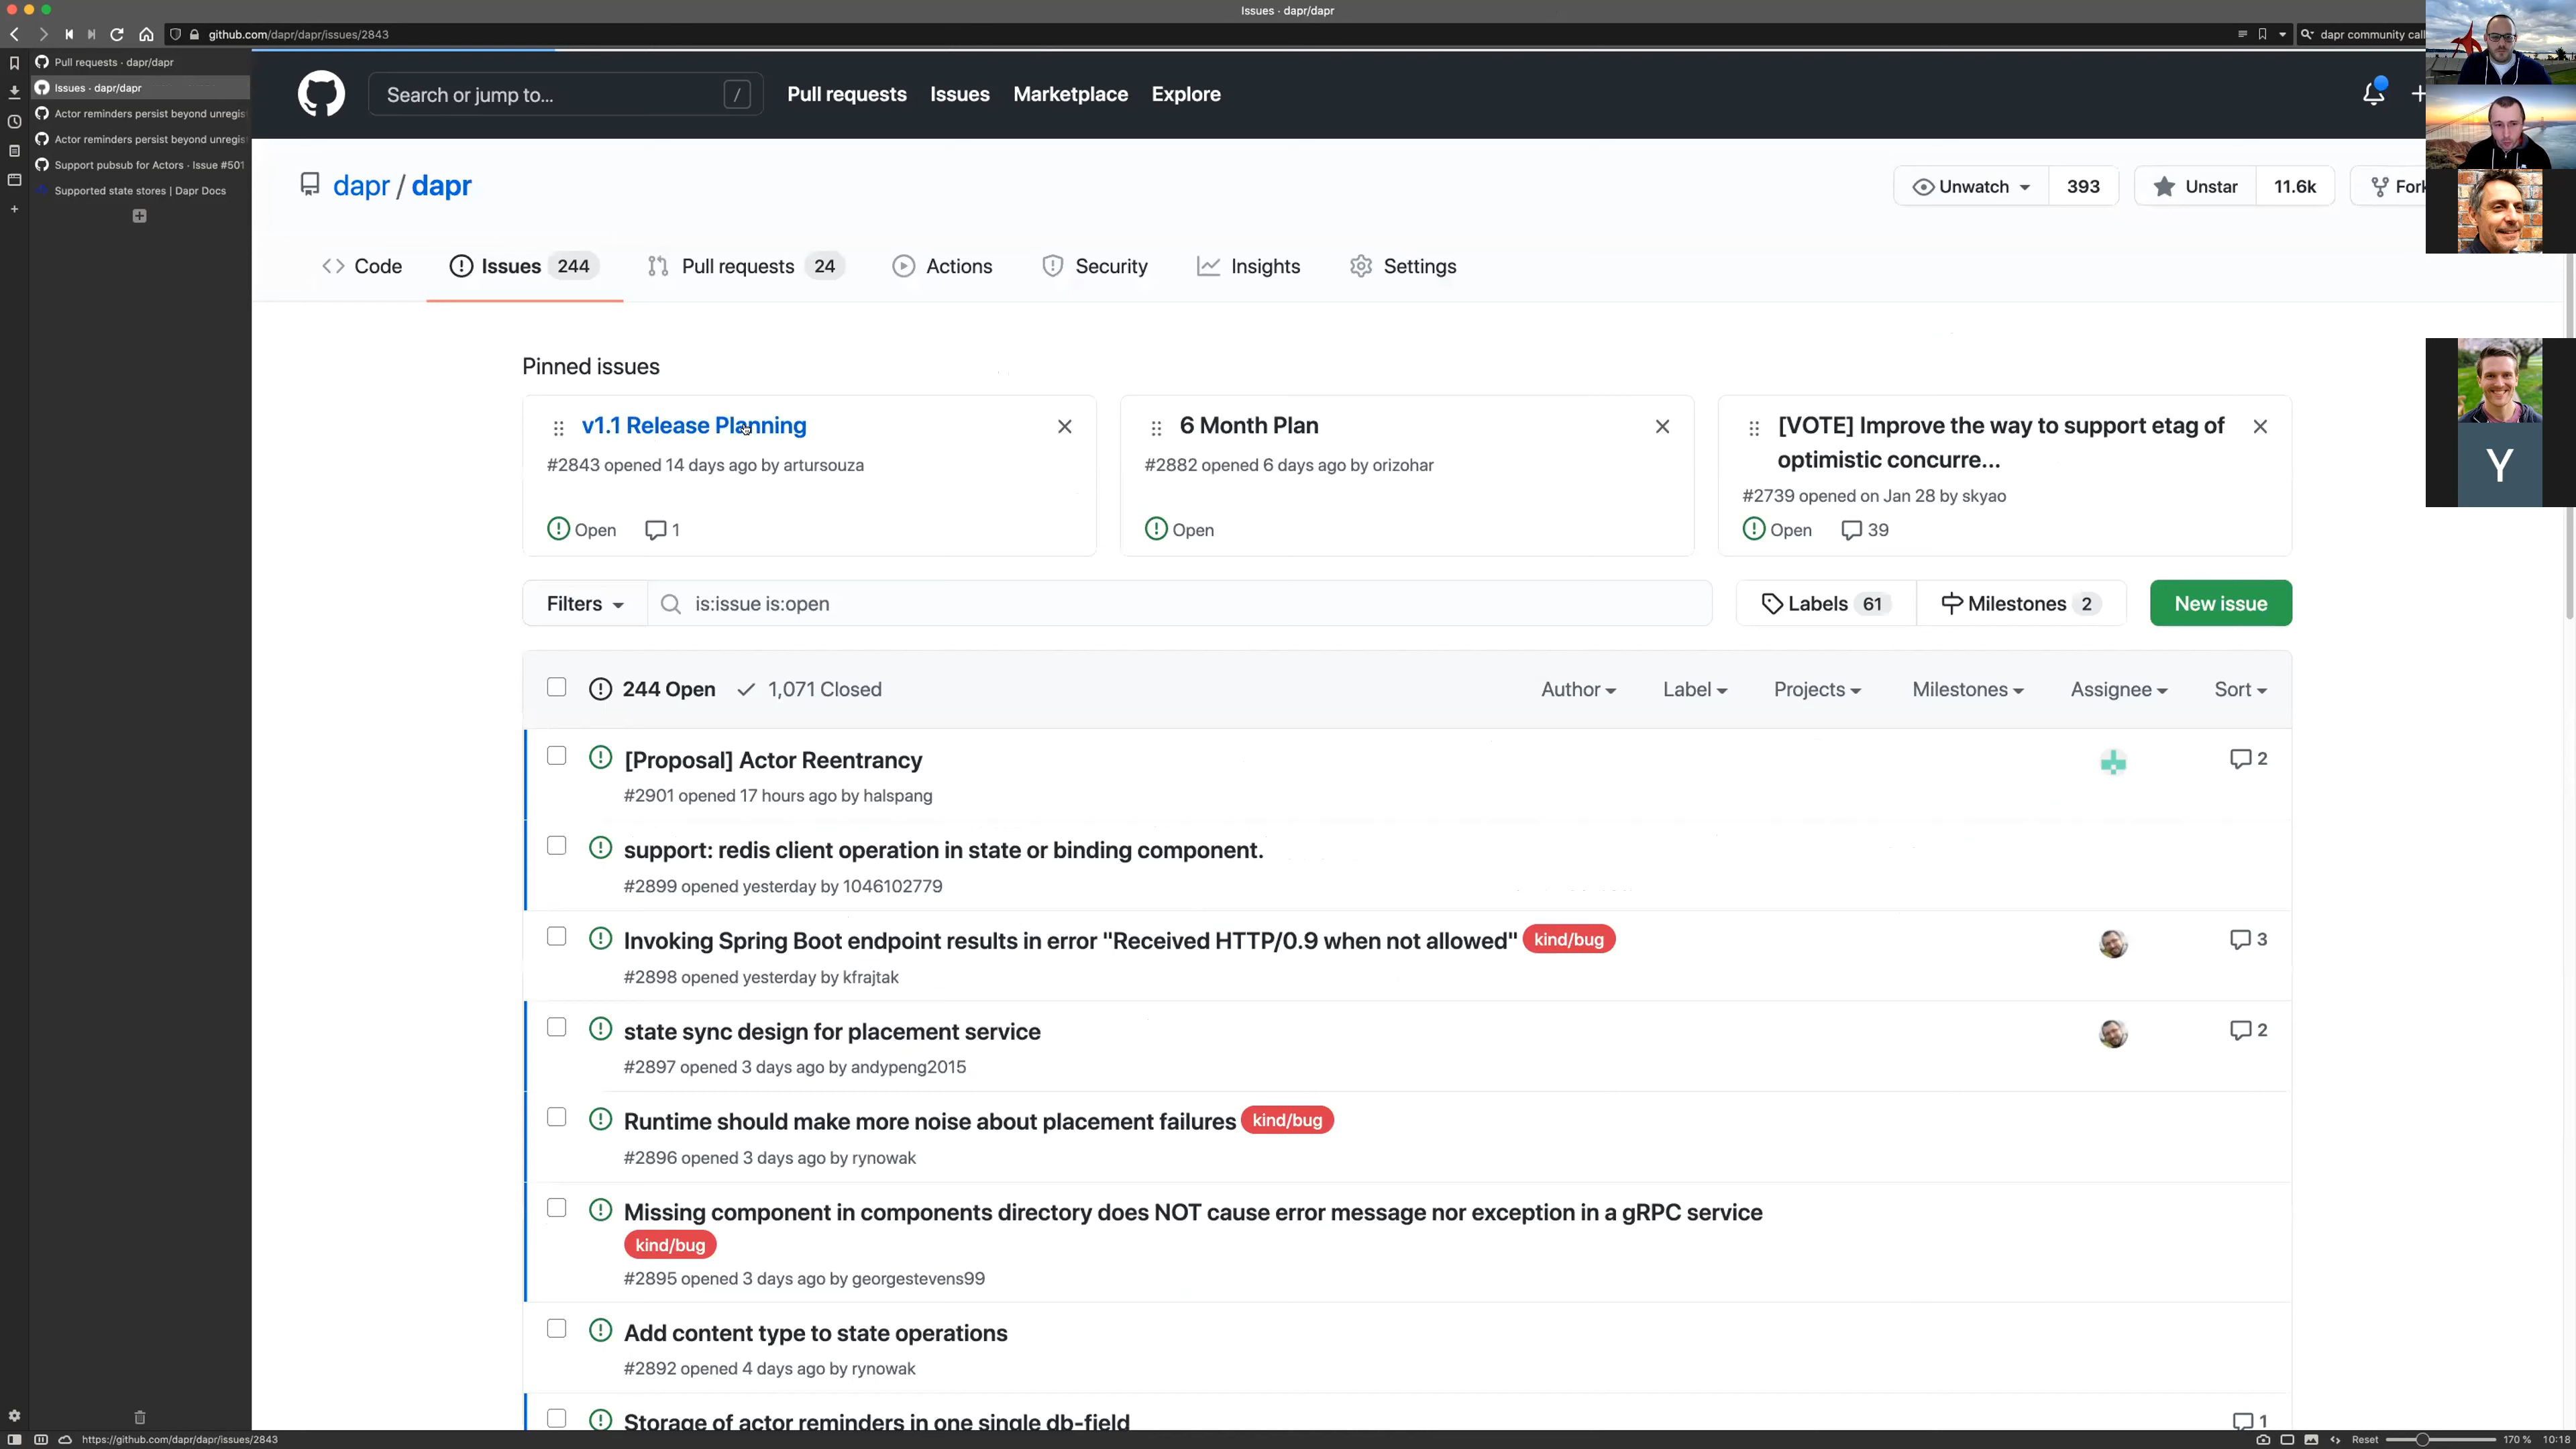 Issues · dapr/dapr
github.com/dapr/dapr/issues/2843
dapr community call
Pull requests · dapr/dapr
Issues · dapr/dapr
Actor reminders persist beyond unregis
Actor reminders persist beyond unregis
Support pubsub for Actors · Issue #501
Supported state stores | Dapr Docs
Search or jump to... /
Pull requests Issues Marketplace Explore
dapr / dapr
Unwatch 393 Unstar 11.6k Fork
Code Issues 244 Pull requests 24 Actions Security Insights Settings
Pinned issues
v1.1 Release Planning
#2843 opened 14 days ago by artursouza
Open 1
6 Month Plan
#2882 opened 6 days ago by orizohar
Open
[VOTE] Improve the way to support etag of
optimistic concurre...
#2739 opened on Jan 28 by skyao
Open 39
Y
Filters is:issue is:open Labels 61 Milestones 2 New issue
244 Open 1,071 Closed Author Label Projects Milestones Assignee Sort
[Proposal] Actor Reentrancy 2
#2901 opened 17 hours ago by halspang
support: redis client operation in state or binding component.
#2899 opened yesterday by 1046102779
Invoking Spring Boot endpoint results in error "Received HTTP/0.9 when not allowed" kind/bug 3
#2898 opened yesterday by kfrajtak
state sync design for placement service 2
#2897 opened 3 days ago by andypeng2015
Runtime should make more noise about placement failures kind/bug
#2896 opened 3 days ago by rynowak
Missing component in components directory does NOT cause error message nor exception in a gRPC service
kind/bug
#2895 opened 3 days ago by georgestevens99
Add content type to state operations
#2892 opened 4 days ago by rynowak
Storage of actor reminders in one single db-field 1
https://github.com/dapr/dapr/issues/2843
Reset 170 % 10:18